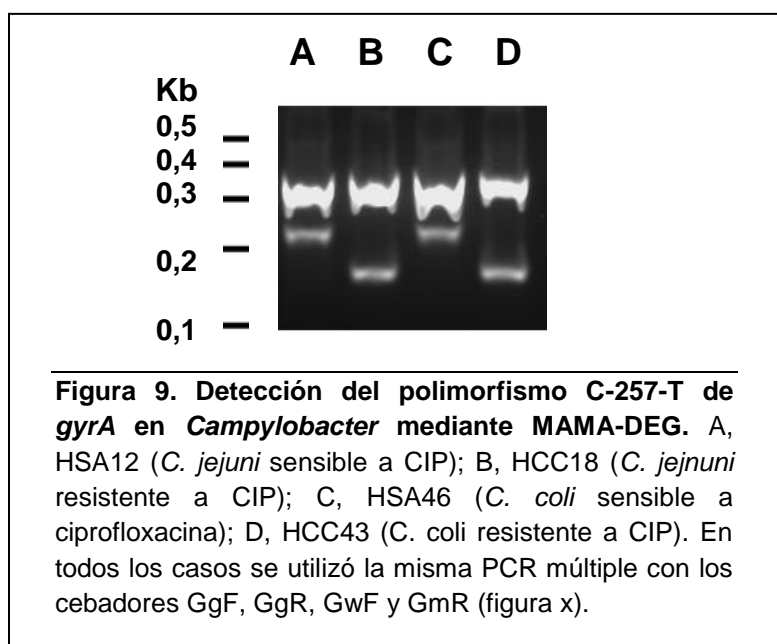 A B C D
Kb
0,5
0,4
0,3
0,2
0,1
Figura 9. Detección del polimorfismo C-257-T de
gyrA en Campylobacter mediante MAMA-DEG. A,
HSA12 (C. jejuni sensible a CIP); B, HCC18 (C. jejnuni
resistente a CIP); C, HSA46 (C. coli sensible a
ciprofloxacina); D, HCC43 (C. coli resistente a CIP). En
todos los casos se utilizó la misma PCR múltiple con los
cebadores GgF, GgR, GwF y GmR (figura x).